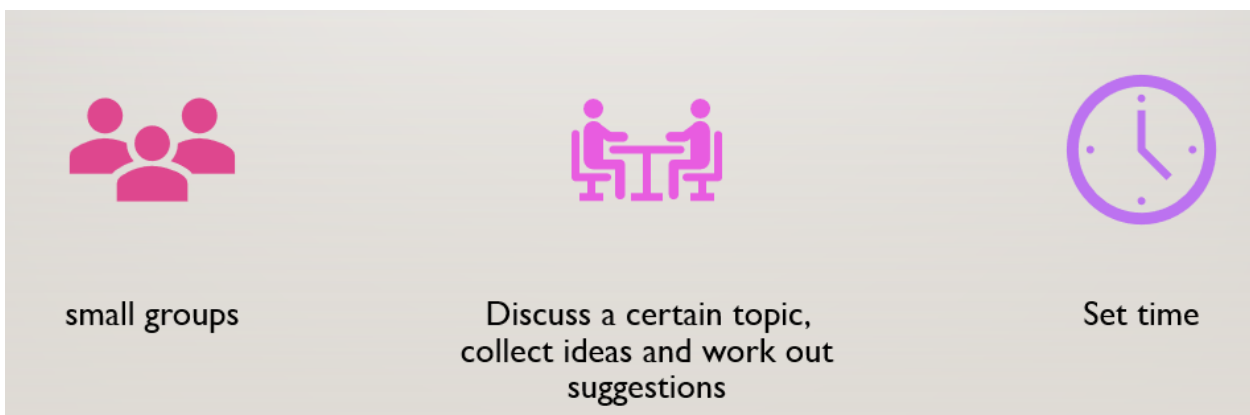 small groups
Discuss a certain topic,
collect ideas and work out
suggestions
Set time